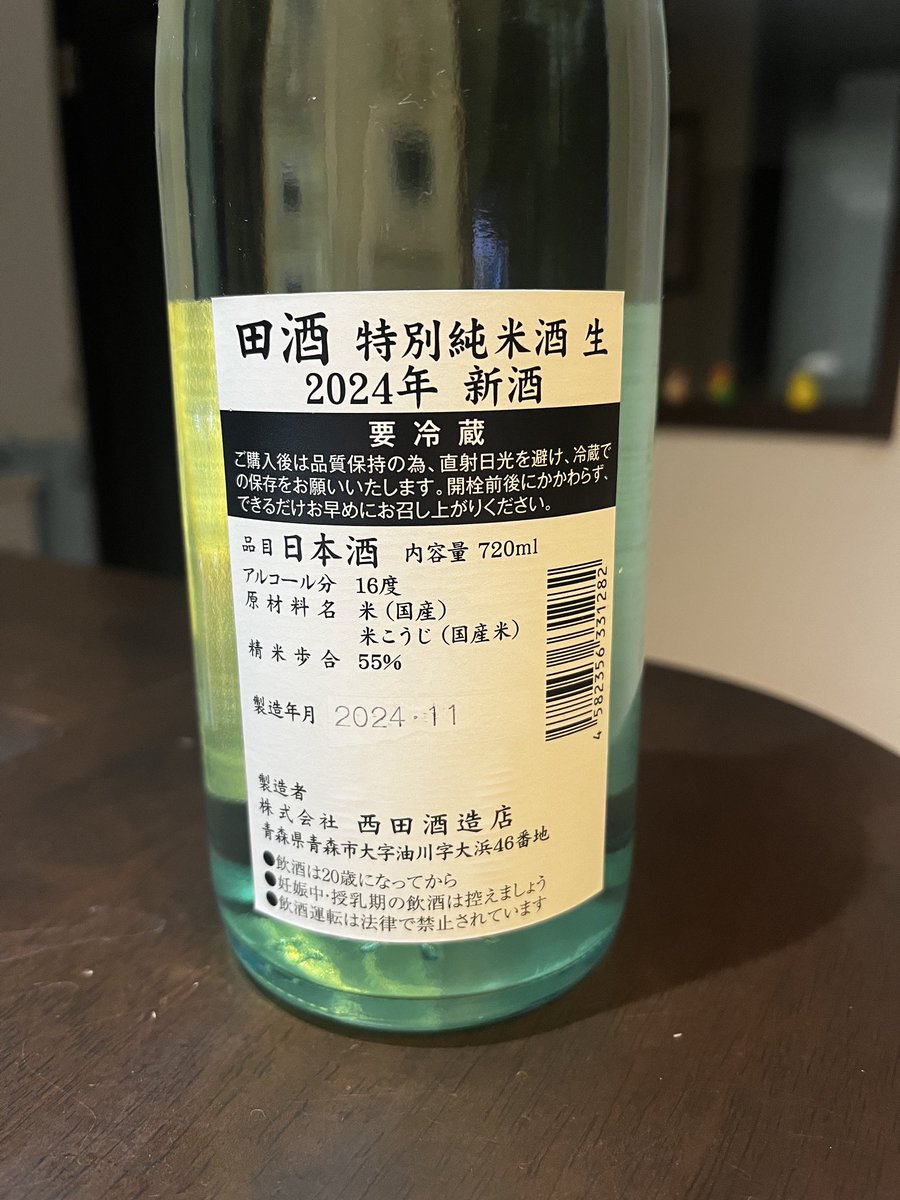 田酒 特別純米酒 生
2024年 新酒
要冷蔵
ご購入後は品質保持の為、直射日光を避け、冷蔵で
の保存をお願いいたします。開栓前後にかかわらず、
できるだけお早めにお召し上がりください。
品目 日本酒 内容量 720ml
アルコール分 16度
原材料名 米（国産）
米こうじ（国産米）
精米歩合 55%
製造年月 2024・11
4582356331282
製造者
株式会社 西田酒造店
青森県青森市大字油川字大浜46番地
●飲酒は20歳になってから
●妊娠中・授乳期の飲酒は控えましょう
●飲酒運転は法律で禁止されています